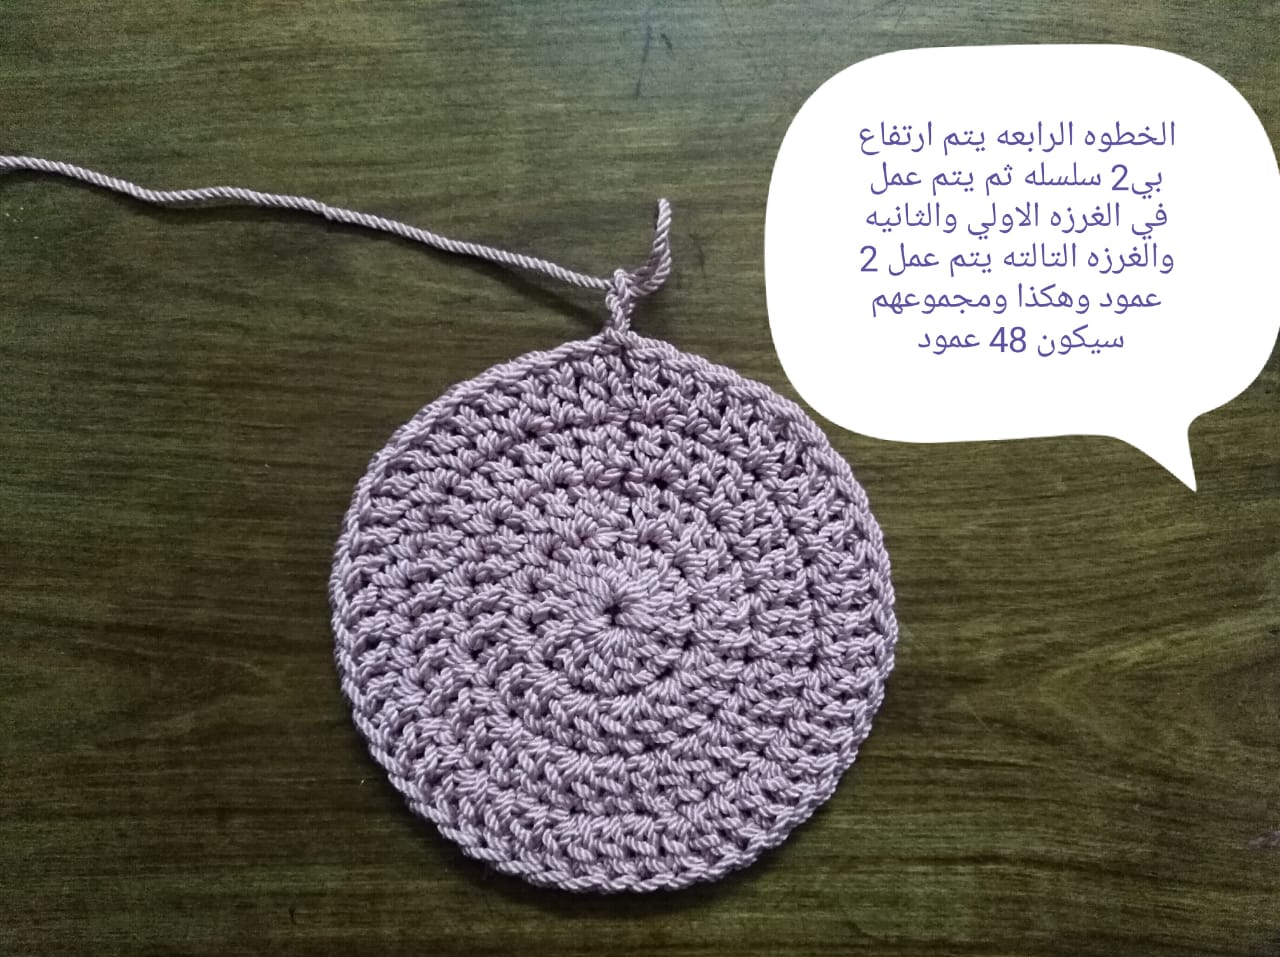 الخطوه الرابعه يتم ارتفاع
بي2 سلسله ثم يتم عمل
في الغرزه الاولي والثانيه
والغرزه التالته يتم عمل 2
عمود وهكذا ومجموعهم
سيكون 48 عمود